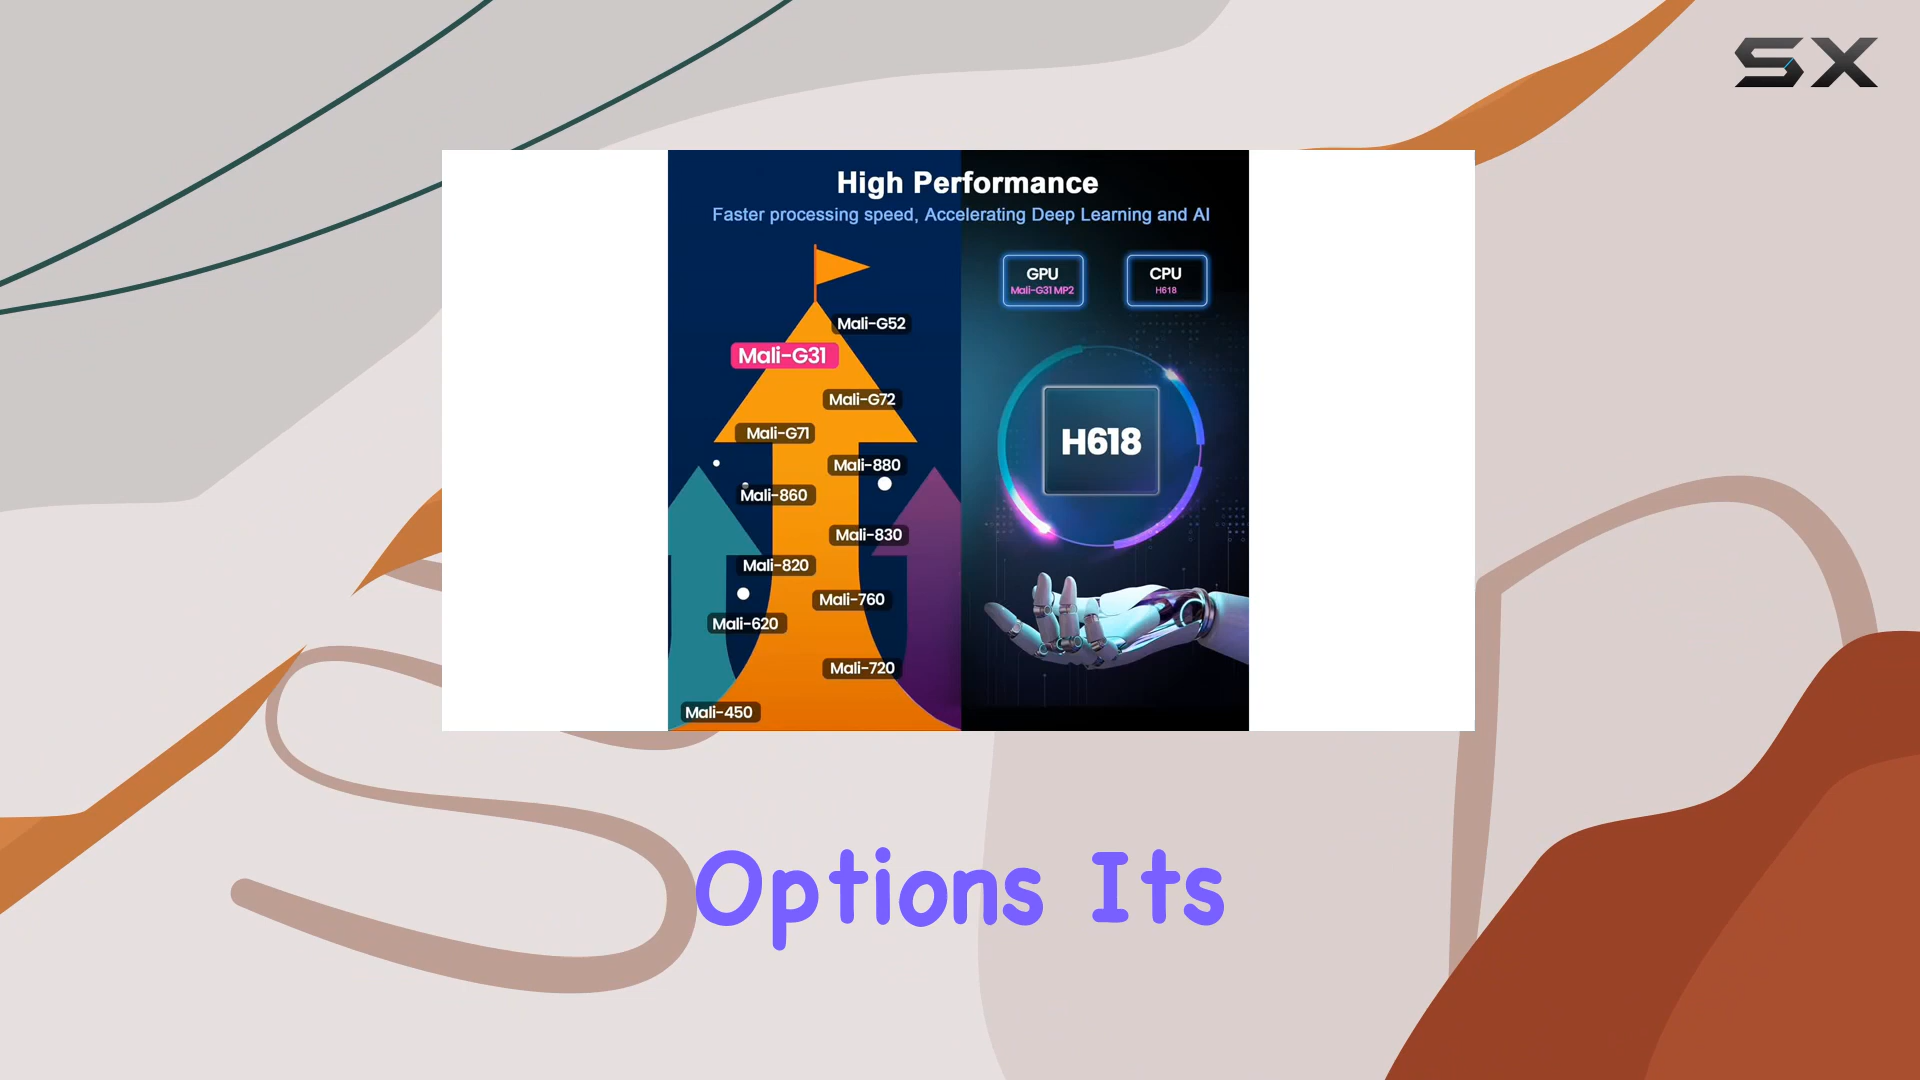 SX
High Performance
Faster processing speed, Accelerating Deep Learning and AI
GPU
Mali-G31 MP2
CPU
H618
Mali-G52
Mali-G31
Mali-G72
Mali-G71
Mali-880
Mali-860
Mali-830
Mali-820
Mali-760
Mali-620
Mali-720
Mali-450
H618
Options Its